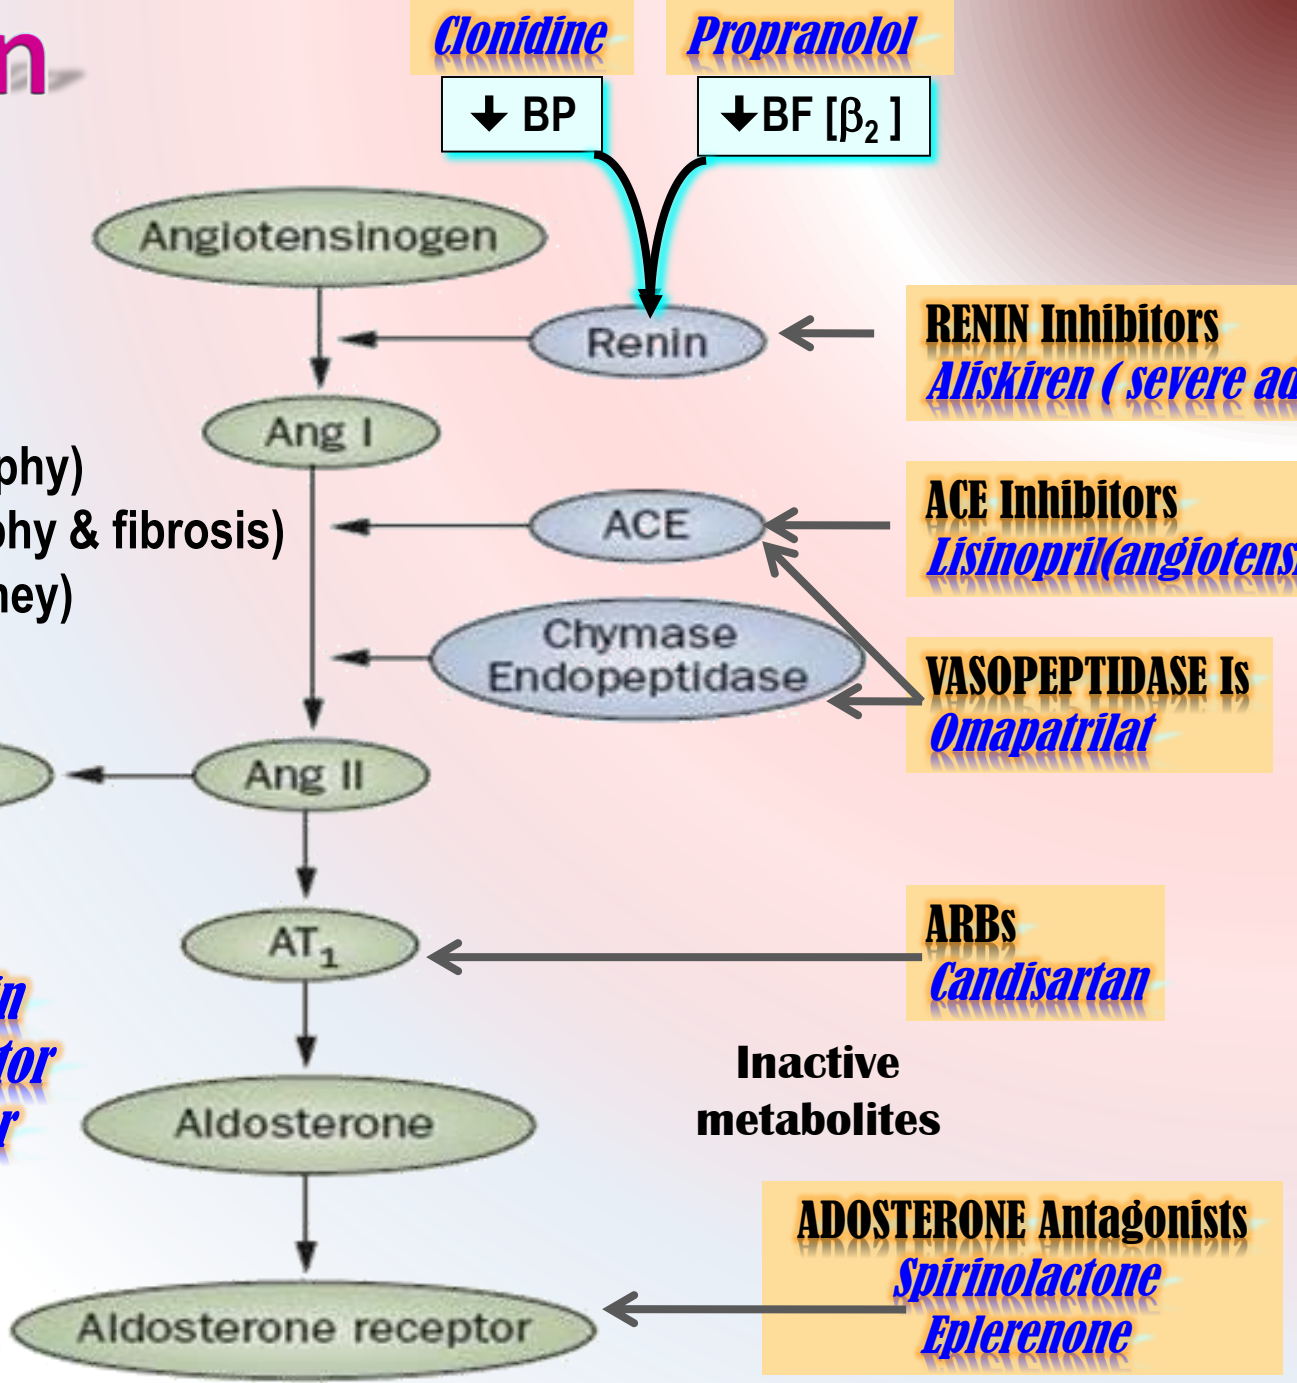 n
Clonidine
Propranolol
🡻 BP
🡻BF [β₂ ]
Angiotensinogen
Renin
RENIN Inhibitors
Aliskiren ( severe ad
Ang I
phy)
phy & fibrosis)
ney)
ACE
ACE Inhibitors
Lisinopril(angiotens
Chymase
Endopeptidase
VASOPEPTIDASE Is
Omapatrilat
Ang II
AT₁
ARBs
Candisartan
in
tor
r
Inactive
metabolites
Aldosterone
ADOSTERONE Antagonists
Spirinolactone
Eplerenone
Aldosterone receptor